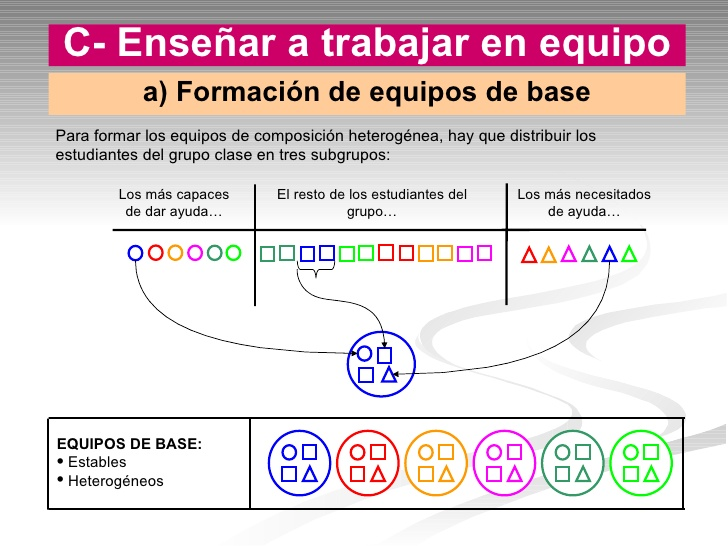 C- Enseñar a trabajar en equipo
a) Formación de equipos de base
Para formar los equipos de composición heterogénea, hay que distribuir los
estudiantes del grupo clase en tres subgrupos:
Los más capaces
de dar ayuda…
El resto de los estudiantes del
grupo…
Los más necesitados
de ayuda…
EQUIPOS DE BASE:
• Estables
• Heterogéneos